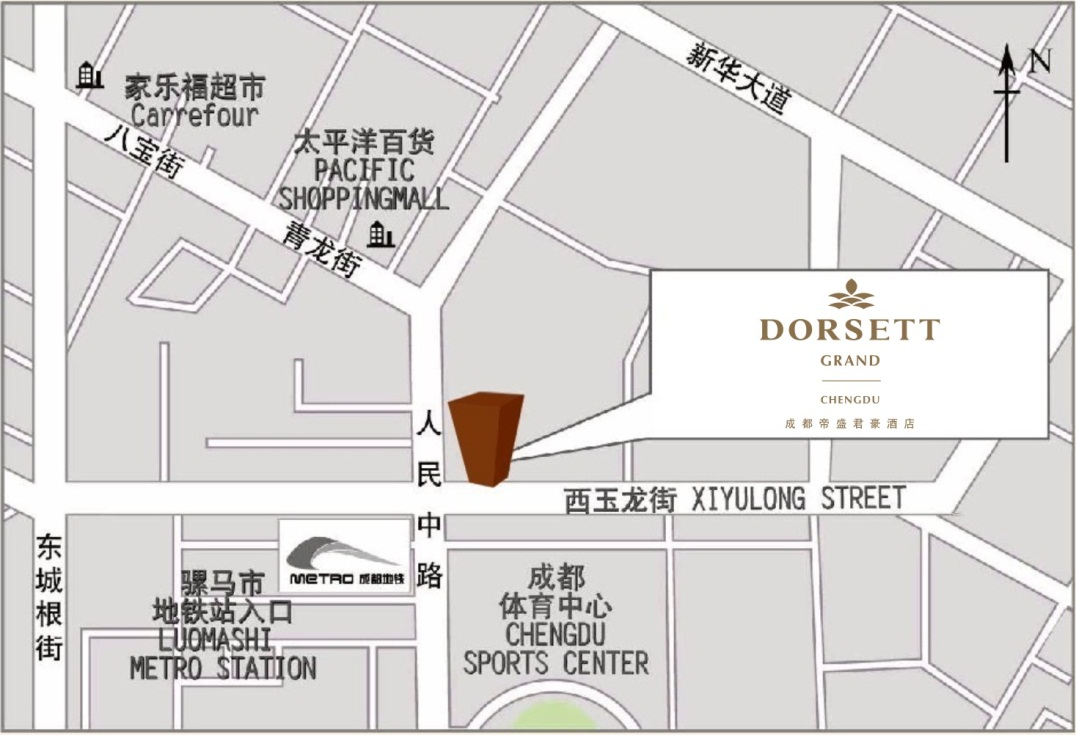 新华大道
N
家乐福超市
Carrefour
八宝街
太平洋百货
PACIFIC
SHOPPINGMALL
青龙街
DORSETT
GRAND
CHENGDU
成都帝盛君豪酒店
人民中路
西玉龙街 XIYULONG STREET
METRO 成都地铁
东城根街
骡马市
地铁站入口
LUOMASHI
METRO STATION
成都
体育中心
CHENGDU
SPORTS CENTER